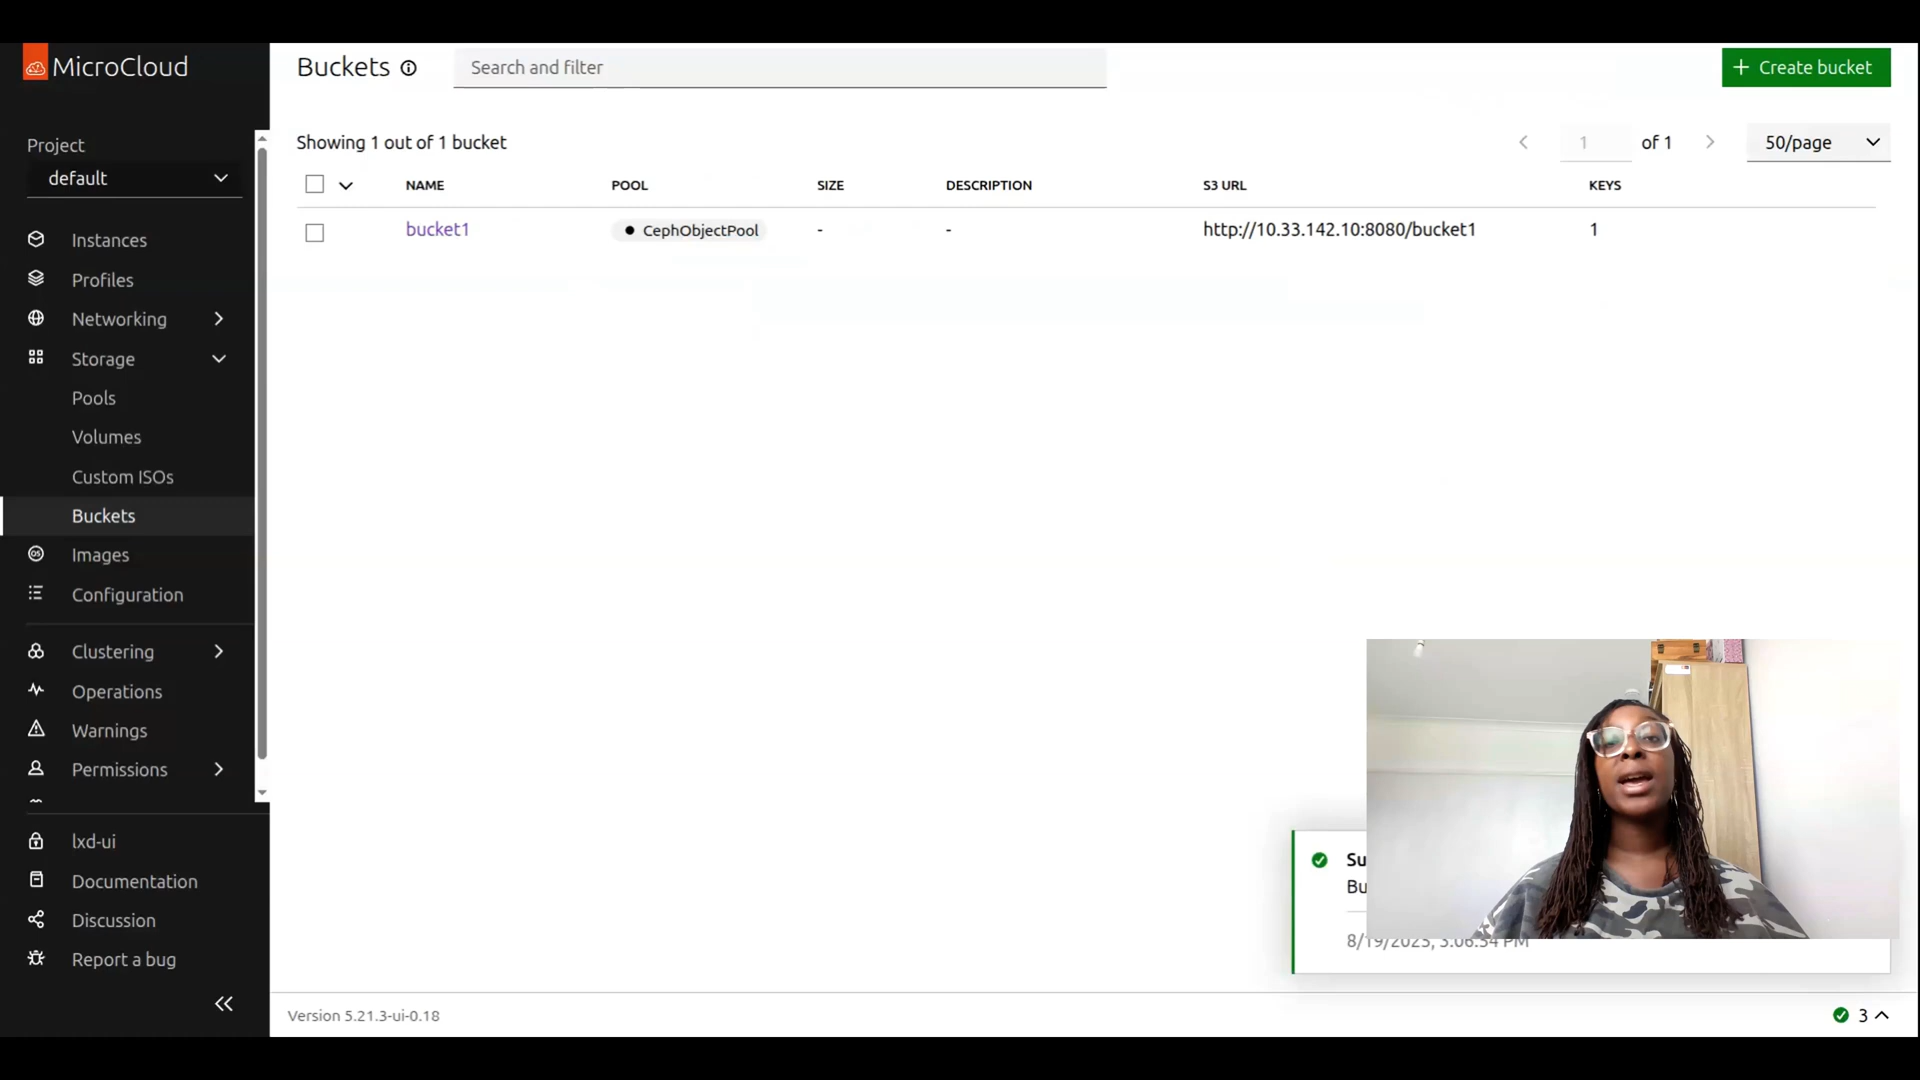 MicroCloud
Buckets
Search and filter
Create bucket
Project
default
Showing 1 out of 1 bucket
1 of 1
50/page
NAME POOL SIZE DESCRIPTION S3 URL KEYS
bucket1 CephObjectPool - - http://10.33.142.10:8080/bucket1 1
Instances
Profiles
Networking
Storage
Pools
Volumes
Custom ISOs
Buckets
Images
Configuration
Clustering
Operations
Warnings
Permissions
lxd-ui
Documentation
Discussion
Report a bug
Su
Bu
Version 5.21.3-ui-0.18
3